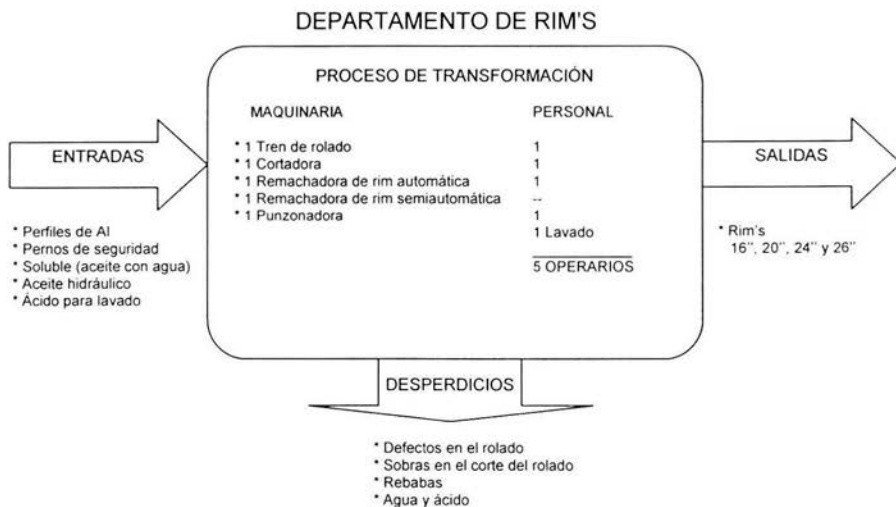 DEPARTAMENTO DE RIM'S
PROCESO DE TRANSFORMACIÓN
MAQUINARIA PERSONAL
* 1 Tren de rolado 1
* 1 Cortadora 1
* 1 Remachadora de rim automática 1
* 1 Remachadora de rim semiautomática --
* 1 Punzonadora 1
1 Lavado
5 OPERARIOS
ENTRADAS
* Perfiles de Al
* Pernos de seguridad
* Soluble (aceite con agua)
* Aceite hidráulico
* Ácido para lavado
SALIDAS
* Rim's
16'', 20'', 24'' y 26''
DESPERDICIOS
* Defectos en el rolado
* Sobras en el corte del rolado
* Rebabas
* Agua y ácido